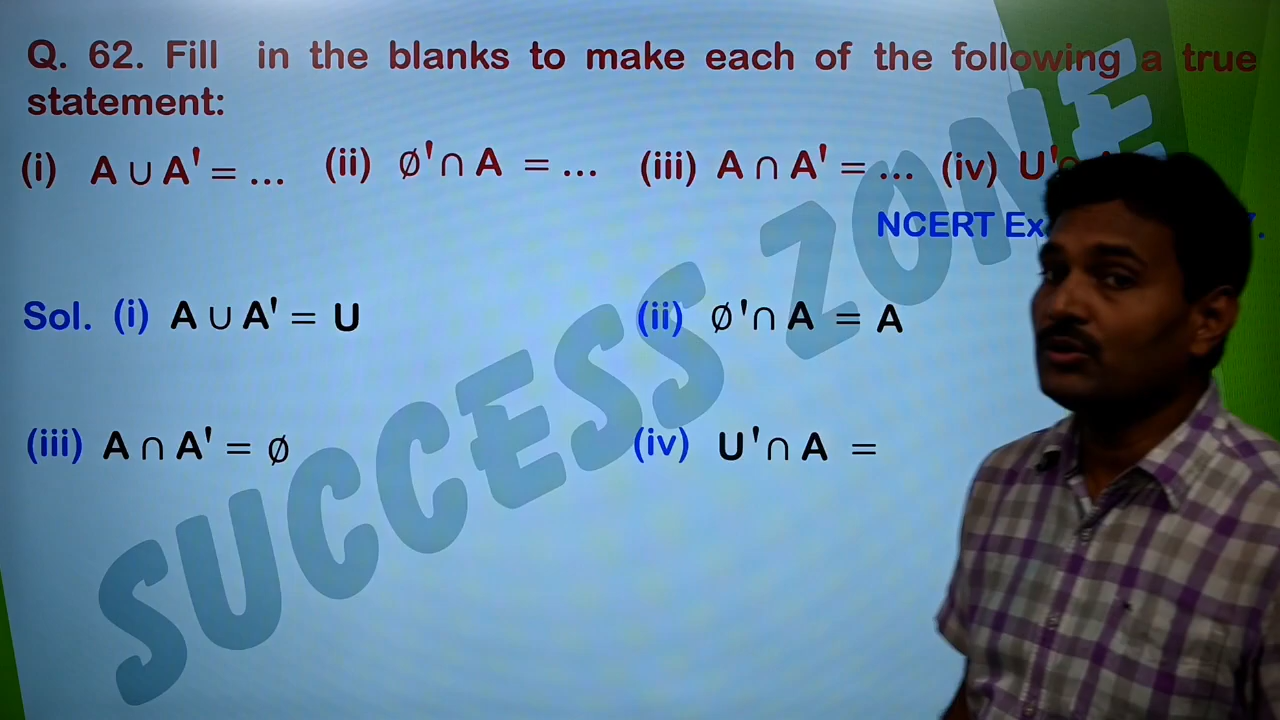 Q. 62. Fill in the blanks to make each of the following a true
statement:
(i) A ∪ A' = ... (ii) ∅'∩ A = ... (iii) A ∩ A' = ... (iv) U'∩
NCERT Ex
Sol. (i) A ∪ A' = U (ii) ∅'∩ A = A
(iii) A ∩ A' = ∅ (iv) U'∩ A =
SUCCESS ZONE